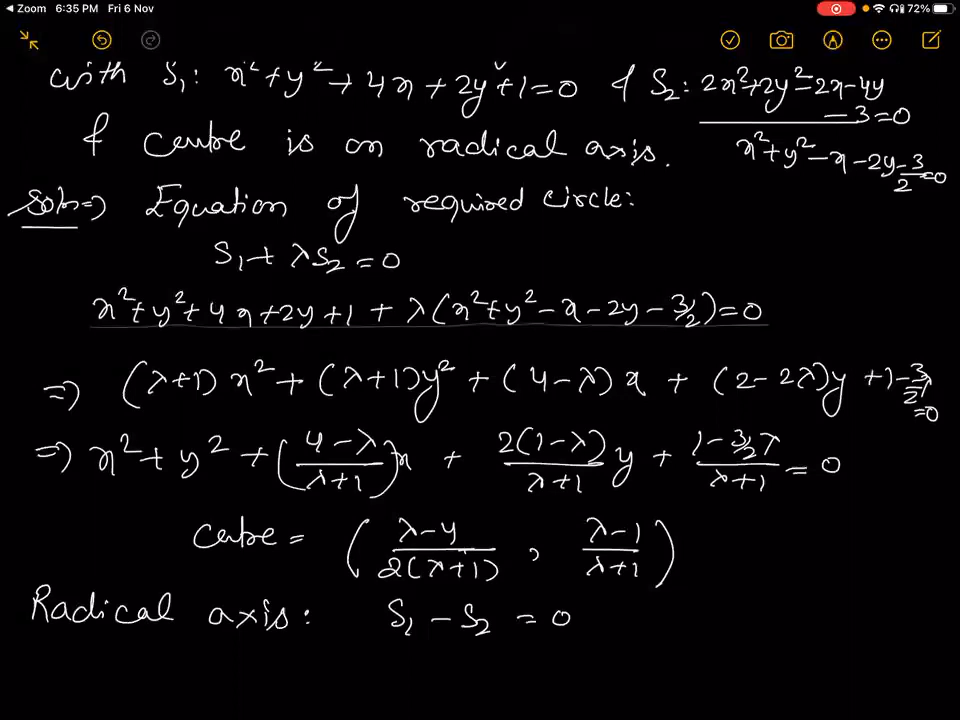 Zoom 6:35 PM Fri 6 Nov 72%
with S₁: x²+y²+4x+2y+1=0 & S₂: 2x²+2y²-2x-4y
-3=0
& centre is on radical axis.
x²+y²-x-2y-3/2=0
Soln⇒ Equation of required circle:
S₁+λS₂=0
x²+y²+4x+2y+1+λ(x²+y²-x-2y-3/2)=0
⇒ (λ+1)x²+(λ+1)y²+(4-λ)x+(2-2λ)y+1-3/2λ
=0
⇒ x²+y²+((4-λ)/(λ+1))x+(2(1-λ)/(λ+1))y+(1-3/2λ)/(λ+1)=0
centre = ((λ-4)/(2(λ+1)), (λ-1)/(λ+1))
Radical axis: S₁-S₂=0